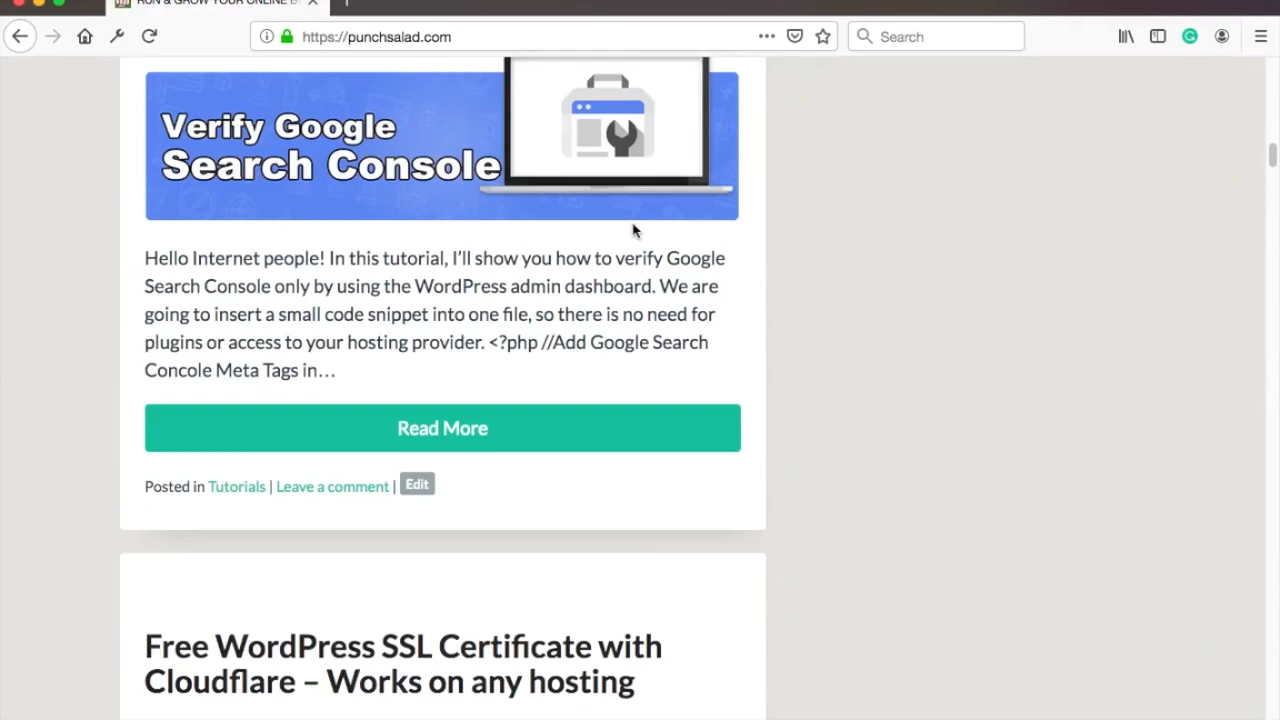 RUN & GROW YOUR ONLINE B
https://punchsalad.com
Search
Verify Google
Search Console
Hello Internet people! In this tutorial, I'll show you how to verify Google
Search Console only by using the WordPress admin dashboard. We are
going to insert a small code snippet into one file, so there is no need for
plugins or access to your hosting provider. <?php //Add Google Search
Concole Meta Tags in…
Read More
Posted in Tutorials | Leave a comment | Edit
Free WordPress SSL Certificate with
Cloudflare – Works on any hosting